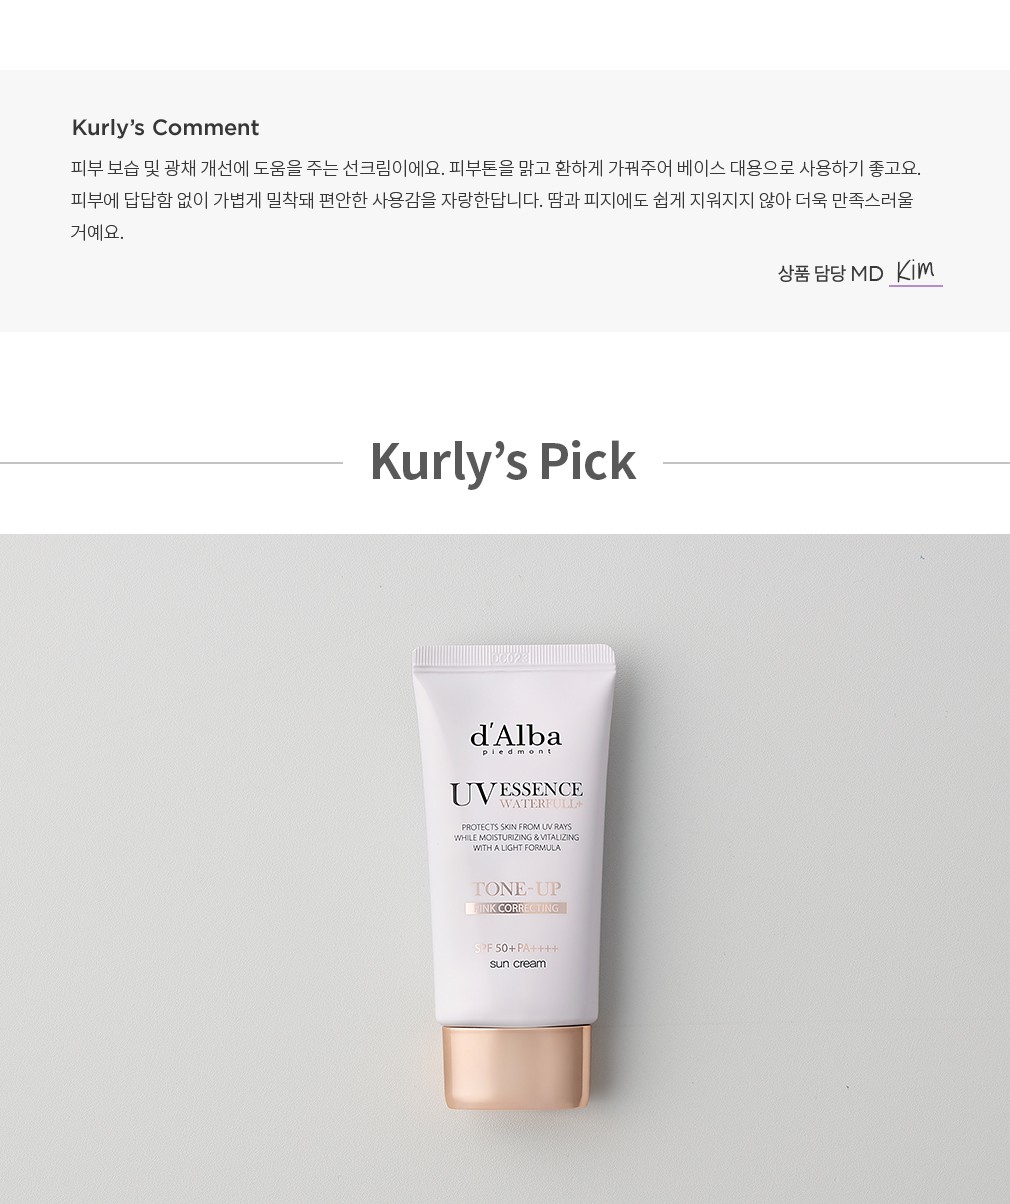 Kurly’s Comment
피부 보습 및 광채 개선에 도움을 주는 선크림이에요. 피부톤을 맑고 환하게 가꿔주어 베이스 대용으로 사용하기 좋고요.
피부에 답답함 없이 가볍게 밀착돼 편안한 사용감을 자랑한답니다. 땀과 피지에도 쉽게 지워지지 않아 더욱 만족스러울
거예요.
상품 담당 MD Kim
Kurly’s Pick
d'Alba
piedmont
UV ESSENCE
WATERFULL+
PROTECTS SKIN FROM UV RAYS
WHILE MOISTURIZING & VITALIZING
WITH A LIGHT FORMULA
TONE-UP
PINK CORRECTING
SPF 50+ PA++++
sun cream